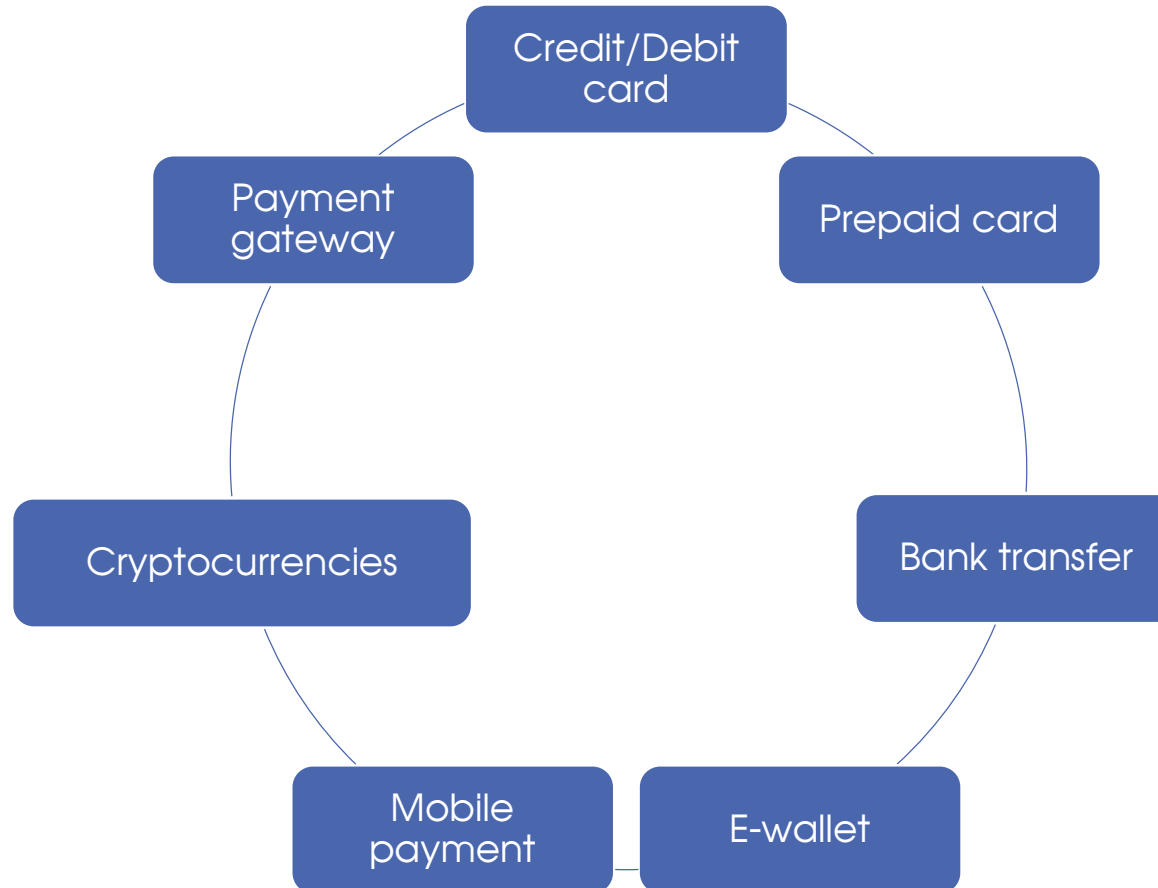 Credit/Debit
card
Prepaid card
Bank transfer
E-wallet
Mobile
payment
Cryptocurrencies
Payment
gateway